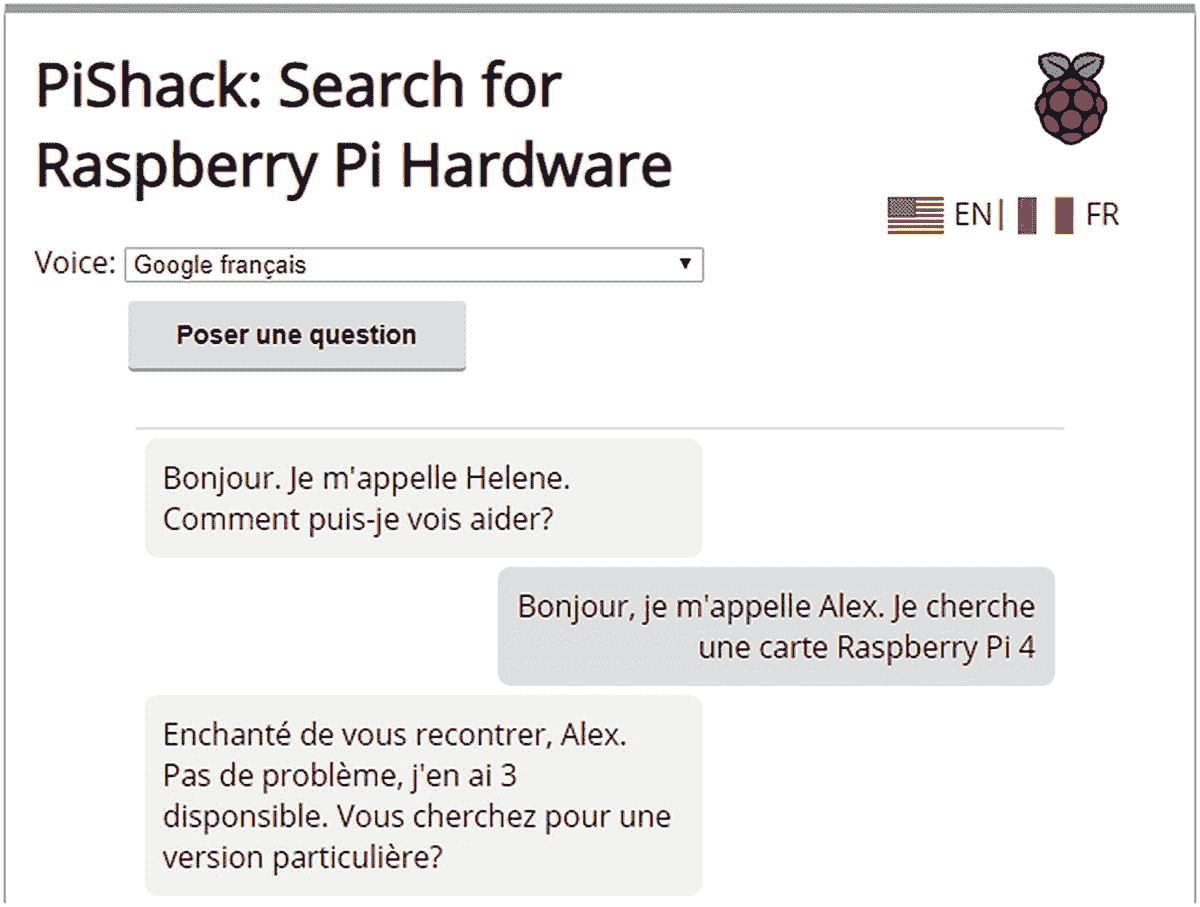 PiShack: Search for
Raspberry Pi Hardware
EN| FR
Voice: Google français
Poser une question
Bonjour. Je m'appelle Helene.
Comment puis-je vois aider?
Bonjour, je m'appelle Alex. Je cherche
une carte Raspberry Pi 4
Enchanté de vous recontrer, Alex.
Pas de problème, j'en ai 3
disponsible. Vous cherchez pour une
version particulière?